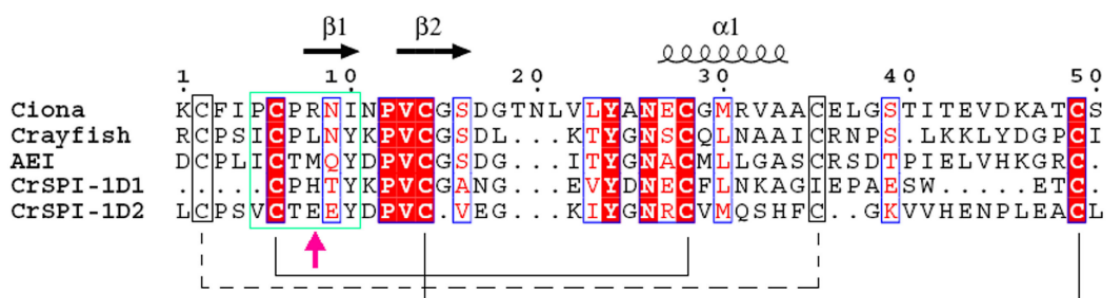 β1 β2 α1
1 10 20 30 40 50
Ciona KCFIPCPRNINPVCGSDGTNLVLYANECGMRVAACELGSTITEVDKATCS
Crayfish RCPSICPLNYKPVCGSDL...KTYGNSCQLNAAICRNPS.LKKLYDGPCI
AEI DCPLICTMQYDPVCGSDG...ITYGNACMLLGASCRSDTPIELVHKGRC.
CrSPI-1D1 .....CPHTYKPVCGANG...EVYDNECFLNKAGIEPAESW.....ETC.
CrSPI-1D2 LCPSVCTEEYDPVC.VEG...KIYGNRCVMQSHFC..GKVVHENPLEACL